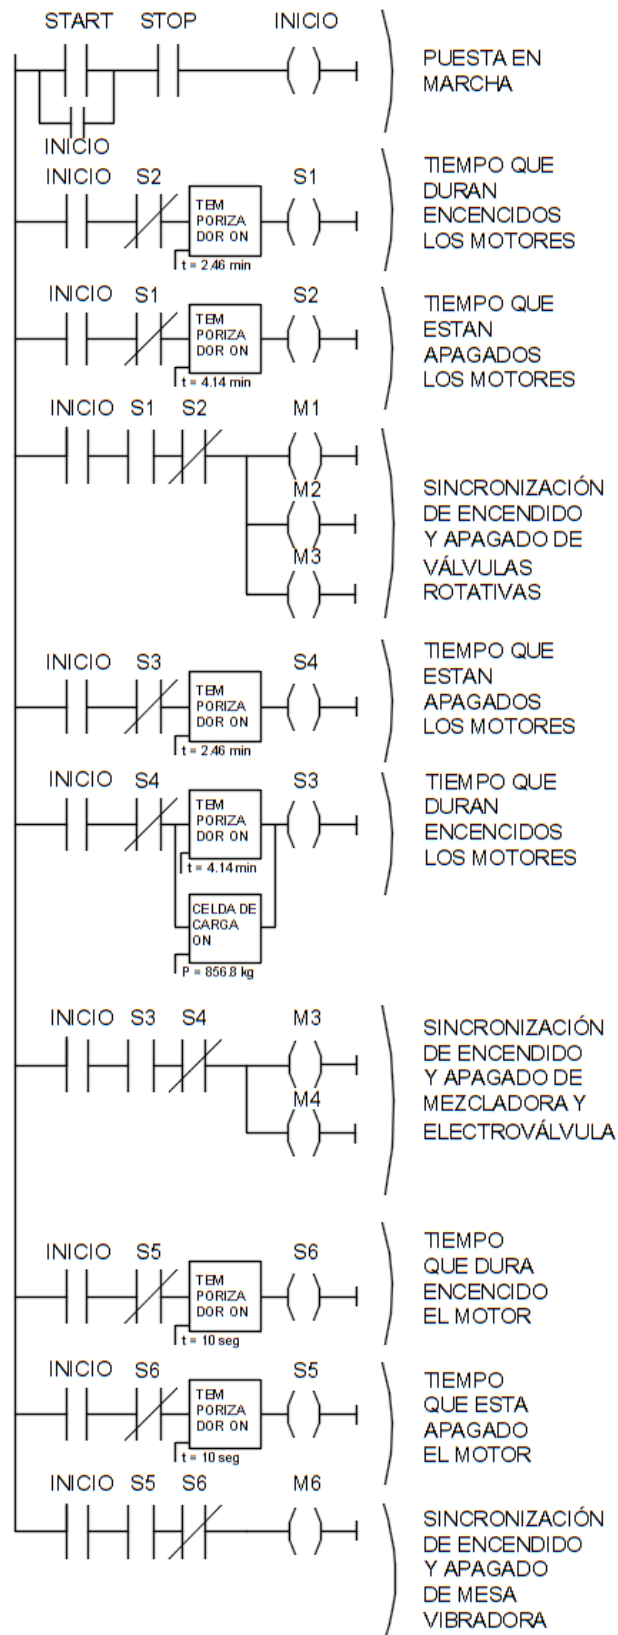 START STOP INICIO
PUESTA EN
MARCHA
INICIO
INICIO S2 S1
TEM
PORIZA
DOR ON
t = 2.46 min
TIEMPO QUE
DURAN
ENCENCIDOS
LOS MOTORES
INICIO S1 S2
TEM
PORIZA
DOR ON
t = 4.14 min
TIEMPO QUE
ESTAN
APAGADOS
LOS MOTORES
INICIO S1 S2 M1
M2
M3
SINCRONIZACIÓN
DE ENCENDIDO
Y APAGADO DE
VÁLVULAS
ROTATIVAS
INICIO S3 S4
TEM
PORIZA
DOR ON
t = 2.46 min
TIEMPO QUE
ESTAN
APAGADOS
LOS MOTORES
INICIO S4 S3
TEM
PORIZA
DOR ON
t = 4.14 min
CELDA DE
CARGA
ON
P = 856.8 kg
TIEMPO QUE
DURAN
ENCENCIDOS
LOS MOTORES
INICIO S3 S4 M3
M4
SINCRONIZACIÓN
DE ENCENDIDO
Y APAGADO DE
MEZCLADORA Y
ELECTROVÁLVULA
INICIO S5 S6
TEM
PORIZA
DOR ON
t = 10 seg
TIEMPO
QUE DURA
ENCENCIDO
EL MOTOR
INICIO S6 S5
TEM
PORIZA
DOR ON
t = 10 seg
TIEMPO
QUE ESTA
APAGADO
EL MOTOR
INICIO S5 S6 M6
SINCRONIZACIÓN
DE ENCENDIDO
Y APAGADO
DE MESA
VIBRADORA